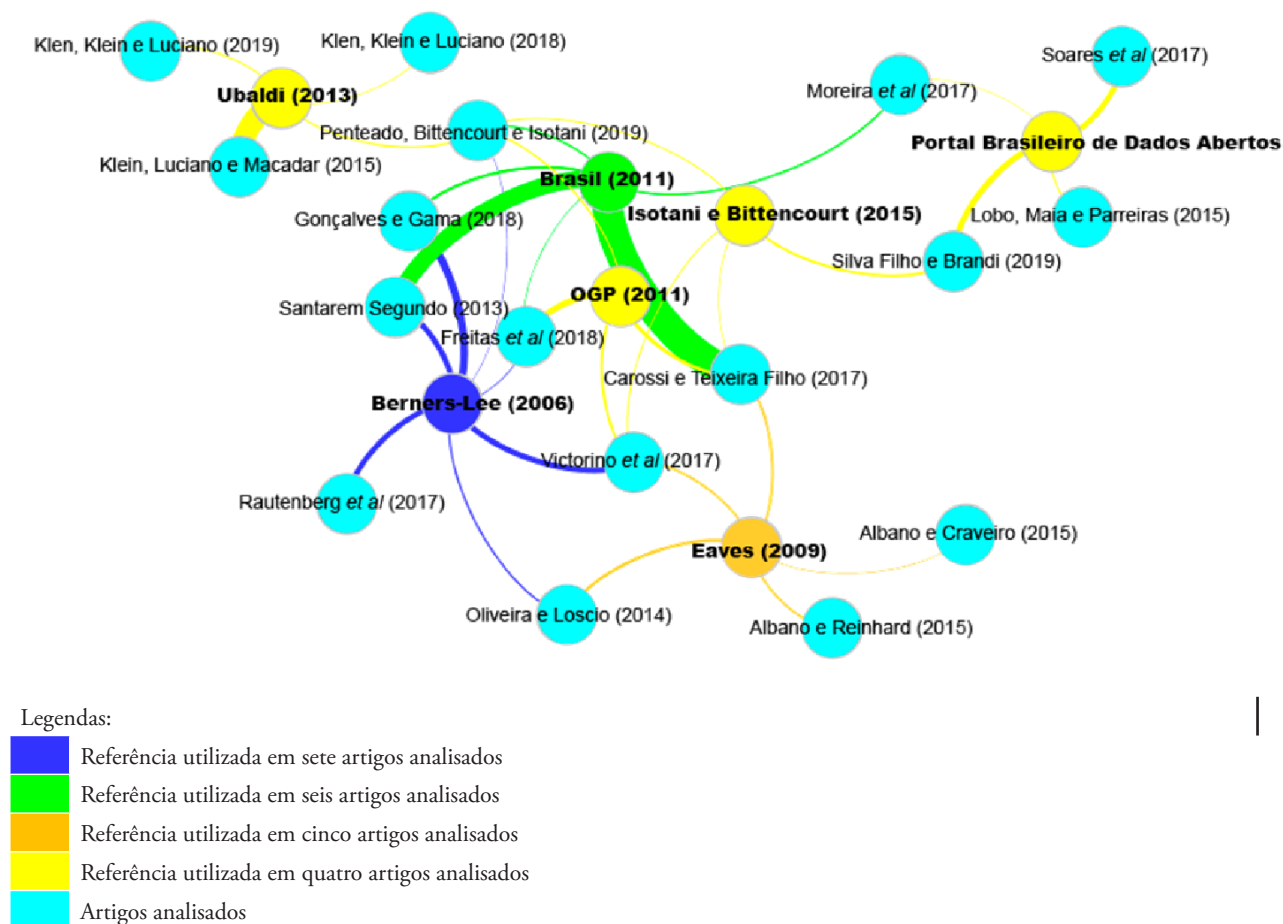 Klen, Klein e Luciano (2019)
Klen, Klein e Luciano (2018)
Soares et al (2017)
Ubaldi (2013)
Moreira et al (2017)
Penteado, Bittencourt e Isotani (2019)
Portal Brasileiro de Dados Abertos
Klein, Luciano e Macadar (2015)
Brasil (2011)
Gonçalves e Gama (2018)
Isotani e Bittencourt (2015)
Lobo, Maia e Parreiras (2015)
Silva Filho e Brandi (2019)
OGP (2011)
Santarem Segundo (2013)
Freitas et al (2018)
Carossi e Teixeira Filho (2017)
Berners-Lee (2006)
Victorino et al (2017)
Rautenberg et al (2017)
Albano e Craveiro (2015)
Eaves (2009)
Oliveira e Loscio (2014)
Albano e Reinhard (2015)
Legendas:
Referência utilizada em sete artigos analisados
Referência utilizada em seis artigos analisados
Referência utilizada em cinco artigos analisados
Referência utilizada em quatro artigos analisados
Artigos analisados